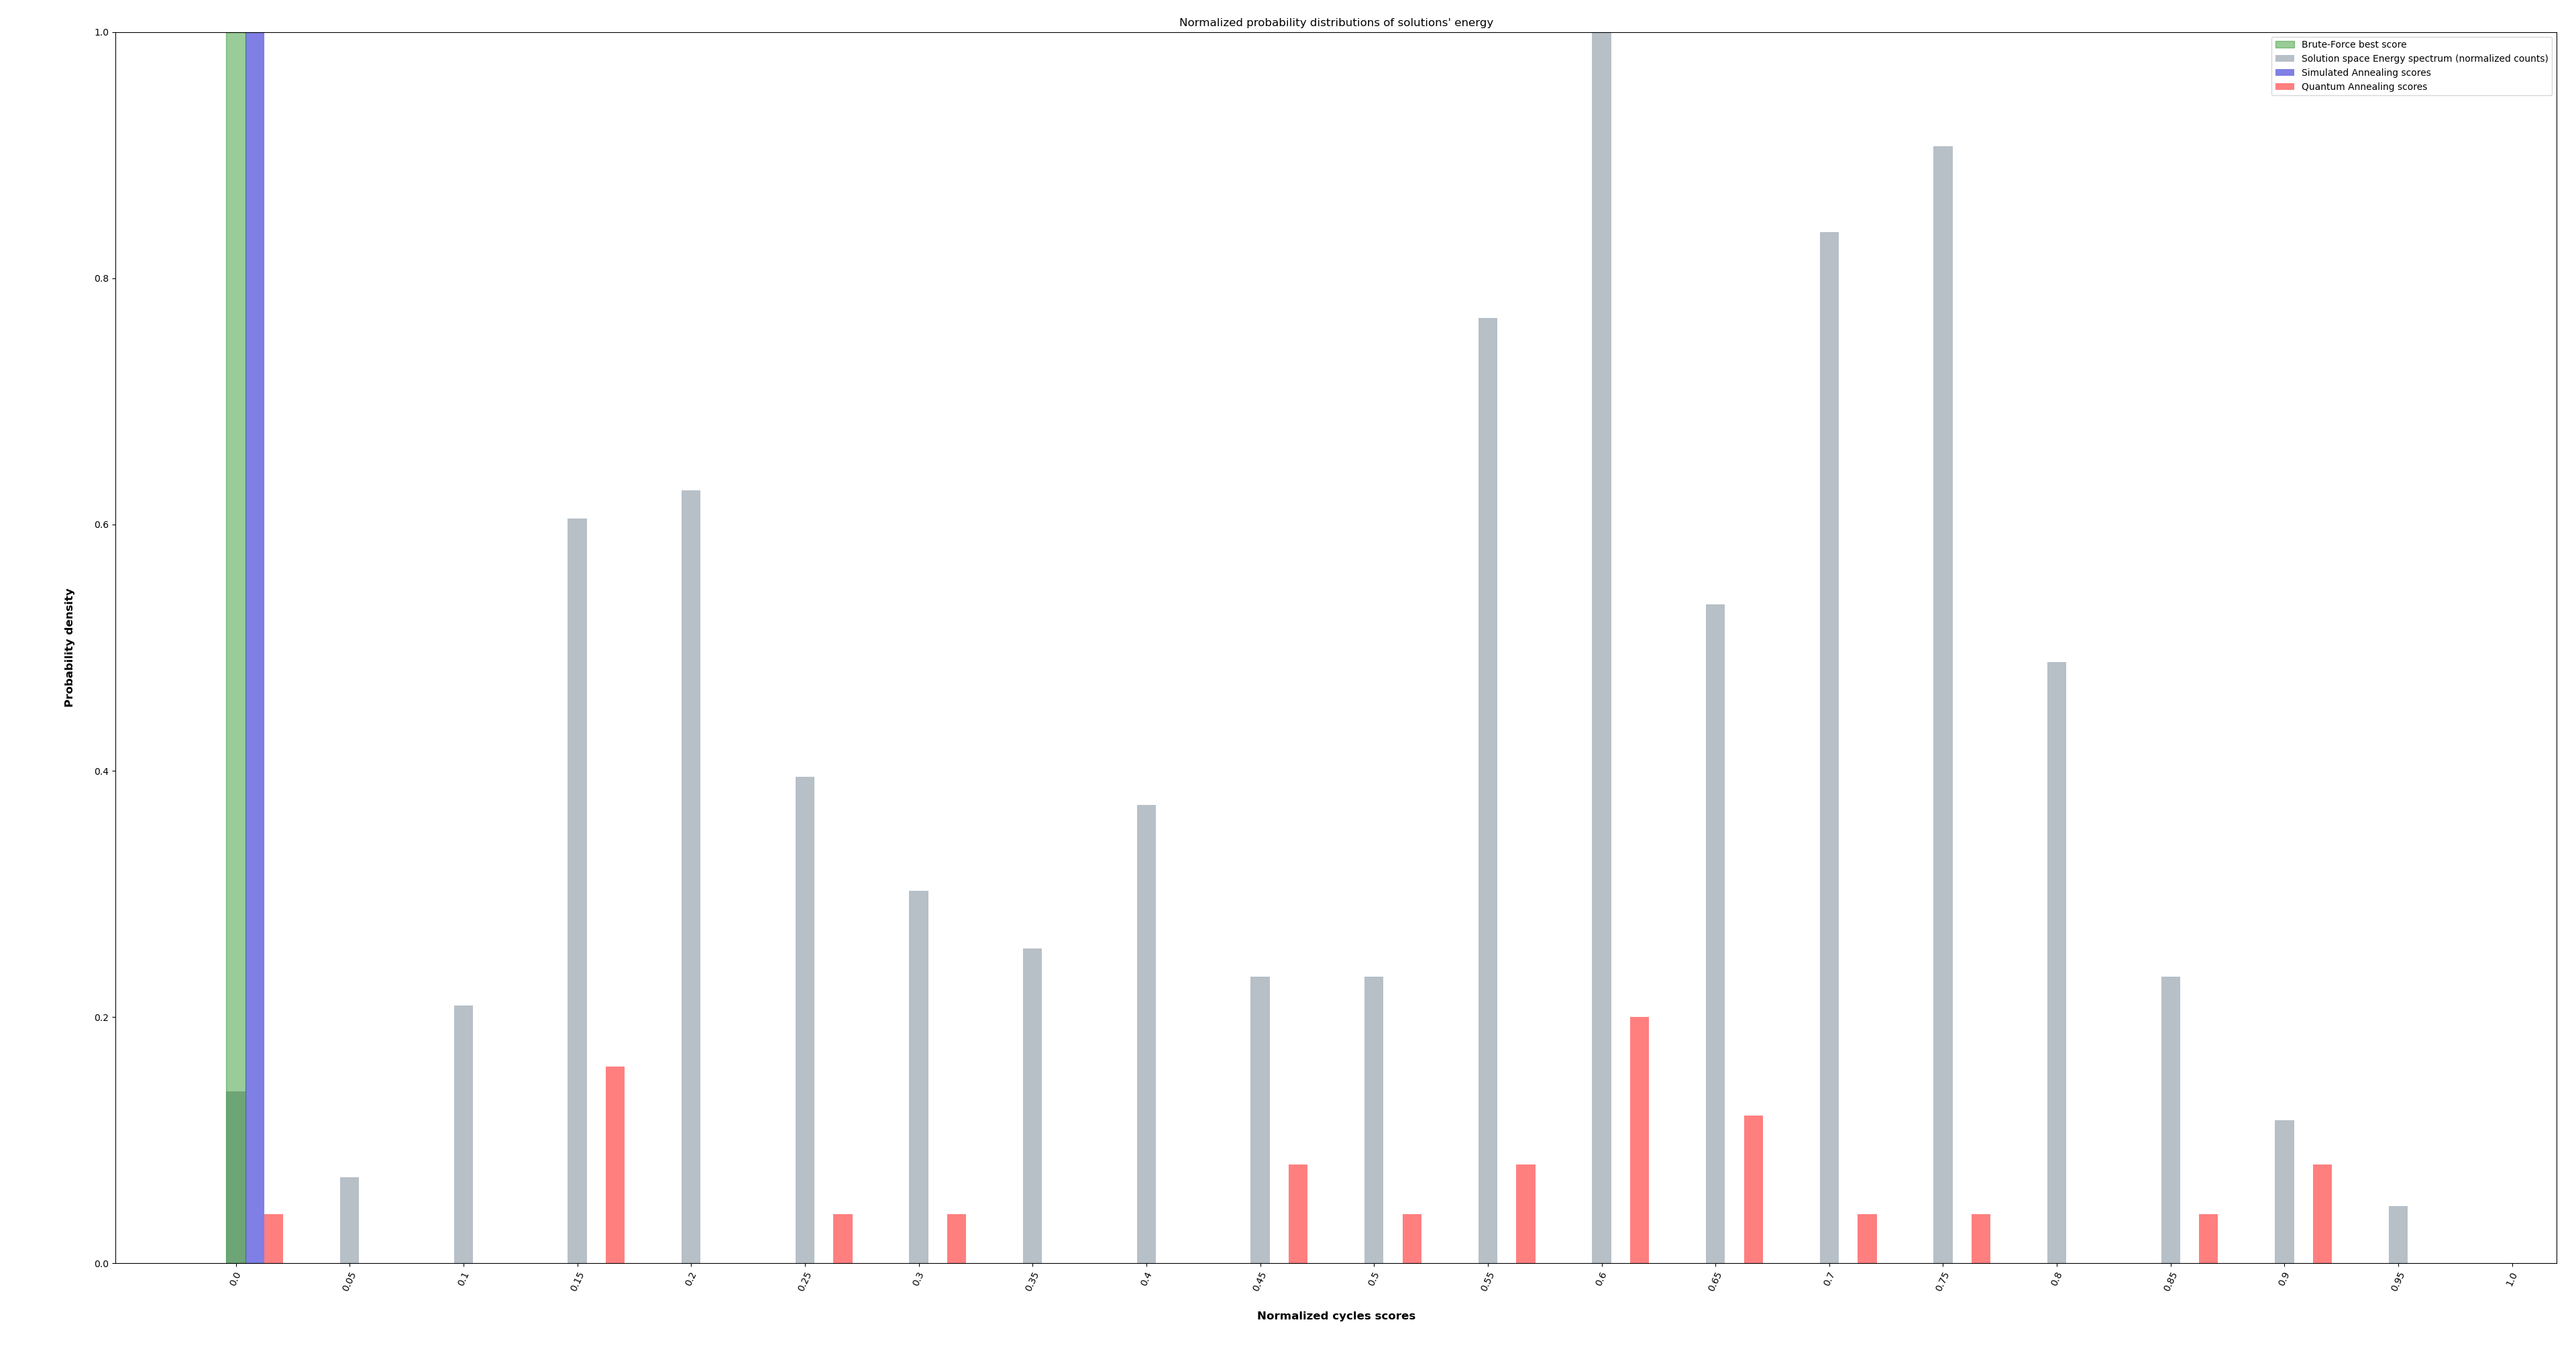 Normalized probability distributions of solutions' energy
Brute-Force best score
Solution space Energy spectrum (normalized counts)
Simulated Annealing scores
Quantum Annealing scores
Probability density
1.0
0.8
0.6
0.4
0.2
0.0
0.0 0.05 0.1 0.15 0.2 0.25 0.3 0.35 0.4 0.45 0.5 0.55 0.6 0.65 0.7 0.75 0.8 0.85 0.9 0.95 1.0
Normalized cycles scores